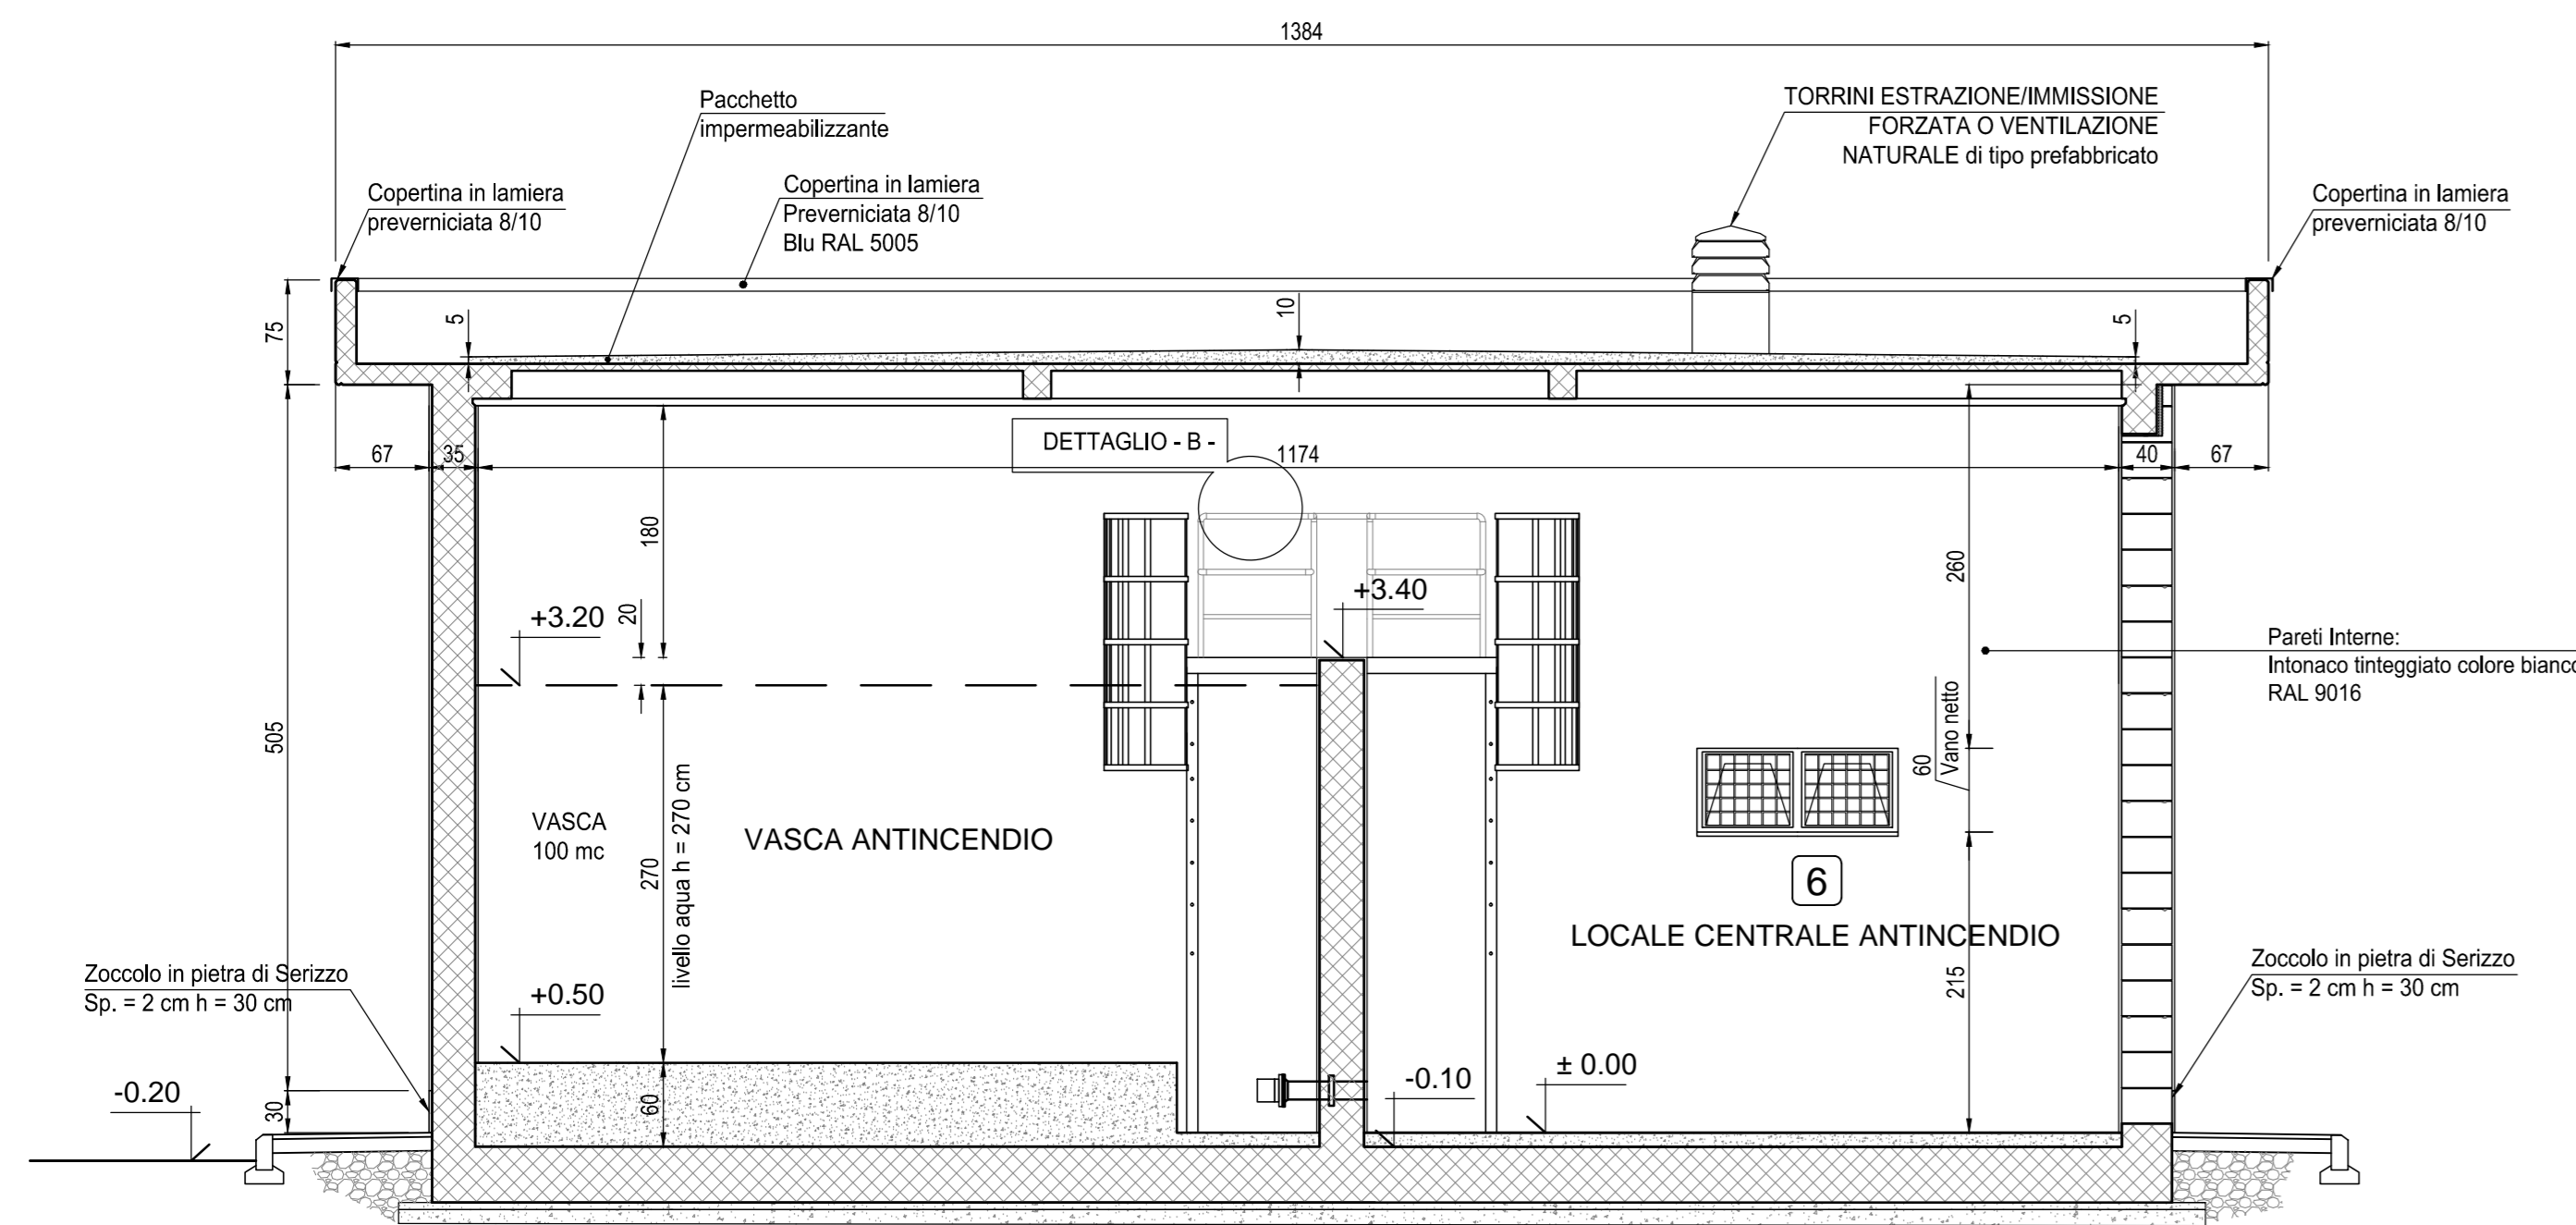 1384
Pacchetto
impermeabilizzante
TORRINI ESTRAZIONE/IMMISSIONE
FORZATA O VENTILAZIONE
NATURALE di tipo prefabbricato
Copertina in lamiera
preverniciata 8/10
Copertina in lamiera
Preverniciata 8/10
Blu RAL 5005
Copertina in lamiera
preverniciata 8/10
75
5
10
5
DETTAGLIO - B -
67
35
1174
40
67
180
260
+3.40
+3.20
20
Pareti Interne:
Intonaco tinteggiato colore bianco
RAL 9016
505
60
Vano netto
VASCA
100 mc
270
livello aqua h = 270 cm
VASCA ANTINCENDIO
6
LOCALE CENTRALE ANTINCENDIO
Zoccolo in pietra di Serizzo
Sp. = 2 cm h = 30 cm
+0.50
215
Zoccolo in pietra di Serizzo
Sp. = 2 cm h = 30 cm
-0.20
30
60
-0.10
± 0.00